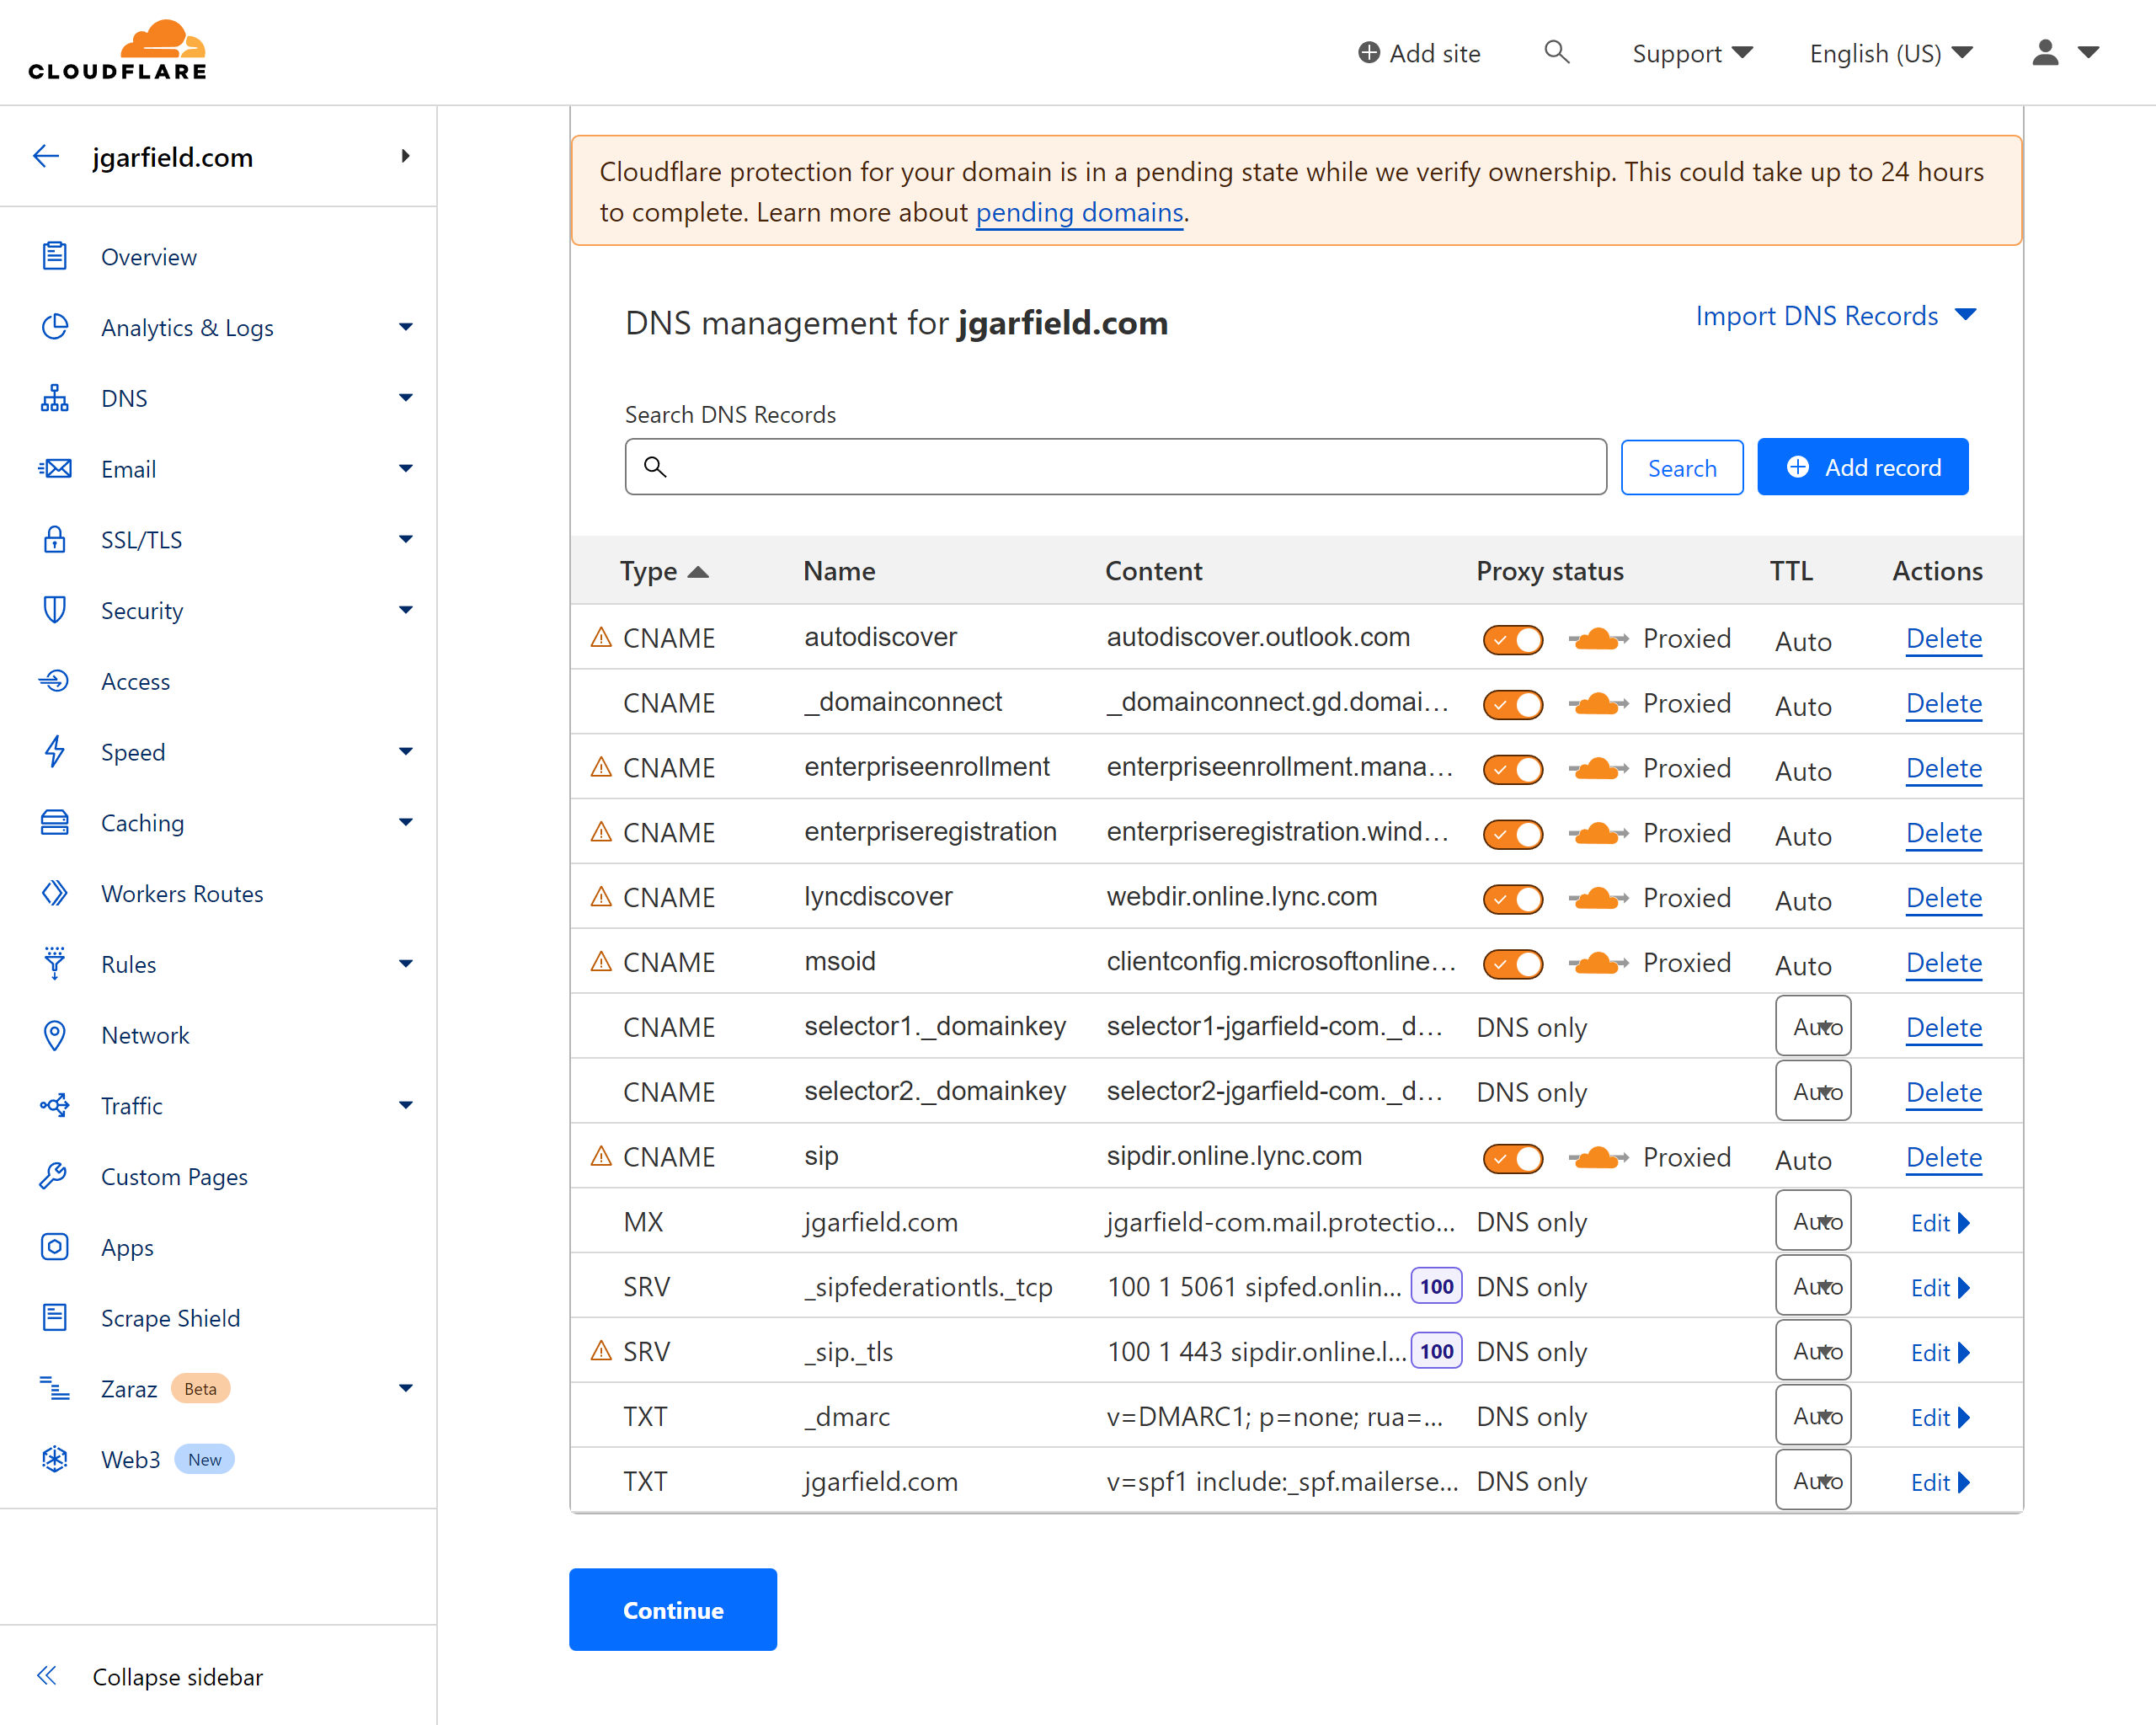 CLOUDFLARE
Add site
Support
English (US)
jgarfield.com
Overview
Analytics & Logs
DNS
Email
SSL/TLS
Security
Access
Speed
Caching
Workers Routes
Rules
Network
Traffic
Custom Pages
Apps
Scrape Shield
Zaraz Beta
Web3 New
Collapse sidebar
Cloudflare protection for your domain is in a pending state while we verify ownership. This could take up to 24 hours
to complete. Learn more about pending domains.
DNS management for jgarfield.com
Import DNS Records
Search DNS Records
Search
Add record
Type Name Content Proxy status TTL Actions
CNAME autodiscover autodiscover.outlook.com Proxied Auto Delete
CNAME _domainconnect _domainconnect.gd.domai... Proxied Auto Delete
CNAME enterpriseenrollment enterpriseenrollment.mana... Proxied Auto Delete
CNAME enterpriseregistration enterpriseregistration.wind... Proxied Auto Delete
CNAME lyncdiscover webdir.online.lync.com Proxied Auto Delete
CNAME msoid clientconfig.microsoftonline... Proxied Auto Delete
CNAME selector1._domainkey selector1-jgarfield-com._d... DNS only Auto Delete
CNAME selector2._domainkey selector2-jgarfield-com._d... DNS only Auto Delete
CNAME sip sipdir.online.lync.com Proxied Auto Delete
MX jgarfield.com jgarfield-com.mail.protectio... DNS only Auto Edit
SRV _sipfederationtls._tcp 100 1 5061 sipfed.onlin... 100 DNS only Auto Edit
SRV _sip._tls 100 1 443 sipdir.online.l... 100 DNS only Auto Edit
TXT _dmarc v=DMARC1; p=none; rua=... DNS only Auto Edit
TXT jgarfield.com v=spf1 include:_spf.mailerse... DNS only Auto Edit
Continue